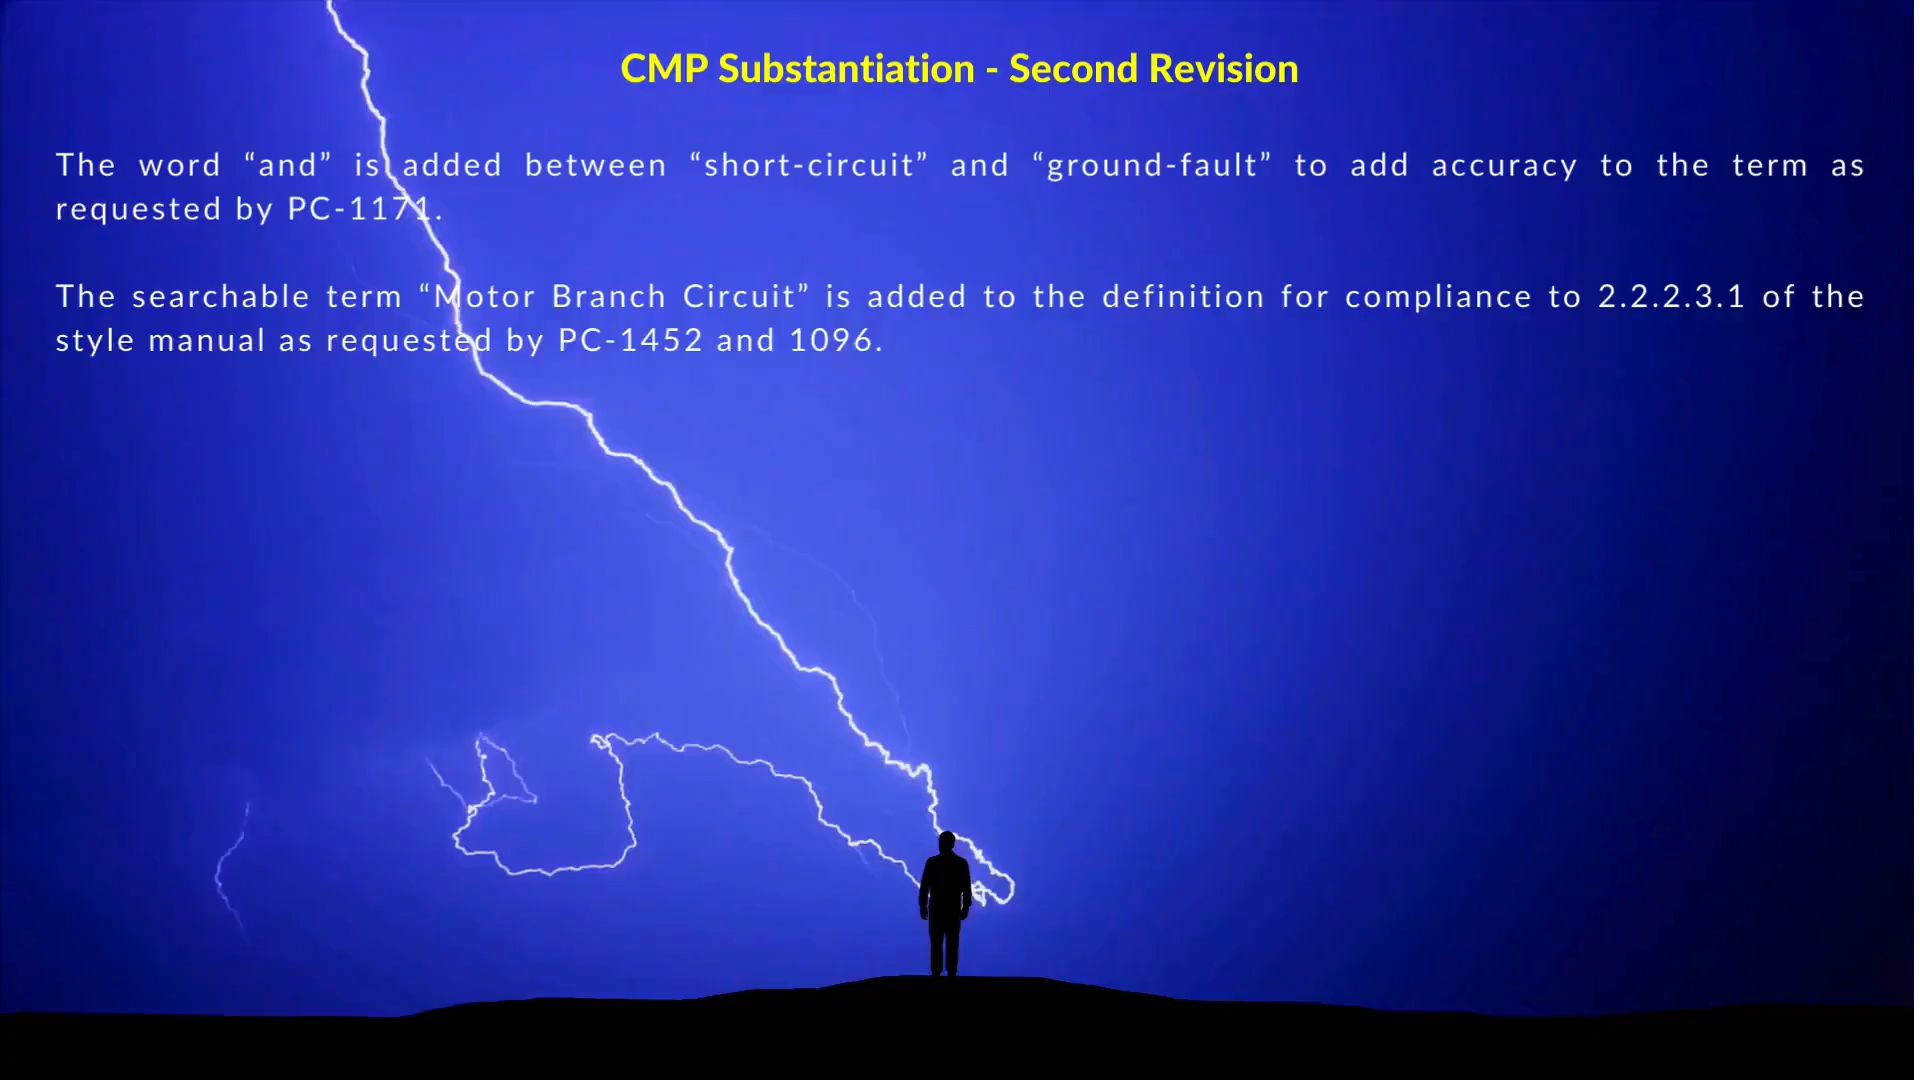 CMP Substantiation - Second Revision
The word “and” is added between “short-circuit” and “ground-fault” to add accuracy to the term as
requested by PC-1171.
The searchable term “Motor Branch Circuit” is added to the definition for compliance to 2.2.2.3.1 of the
style manual as requested by PC-1452 and 1096.